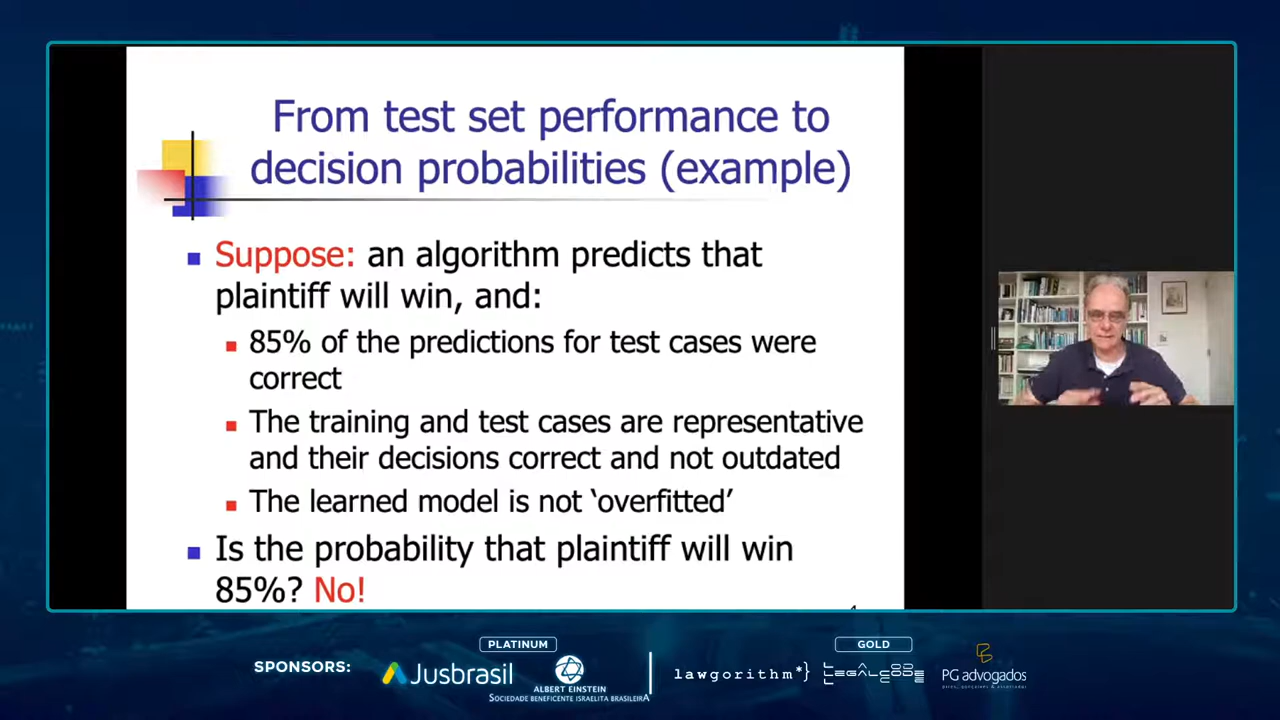 From test set performance to
decision probabilities (example)
Suppose: an algorithm predicts that
plaintiff will win, and:
85% of the predictions for test cases were
correct
The training and test cases are representative
and their decisions correct and not outdated
The learned model is not ‘overfitted’
Is the probability that plaintiff will win
85%? No!
PLATINUM
GOLD
SPONSORS:
Jusbrasil
ALBERT EINSTEIN
SOCIEDADE BENEFICENTE ISRAELITA BRASILEIRA
lawgorithm*}
LEGALCODE
PG advogados